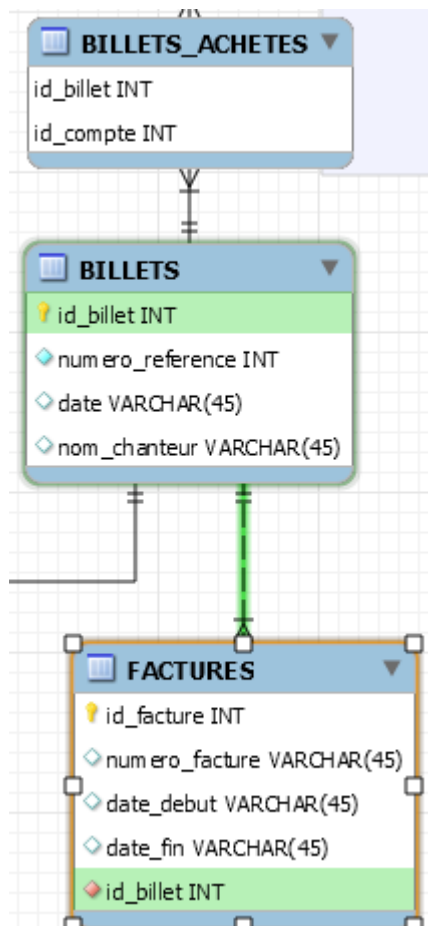 BILLETS_ACHETES
id_billet INT
id_compte INT
BILLETS
id_billet INT
numero_reference INT
date VARCHAR(45)
nom_chanteur VARCHAR(45)
FACTURES
id_facture INT
numero_facture VARCHAR(45)
date_debut VARCHAR(45)
date_fin VARCHAR(45)
id_billet INT